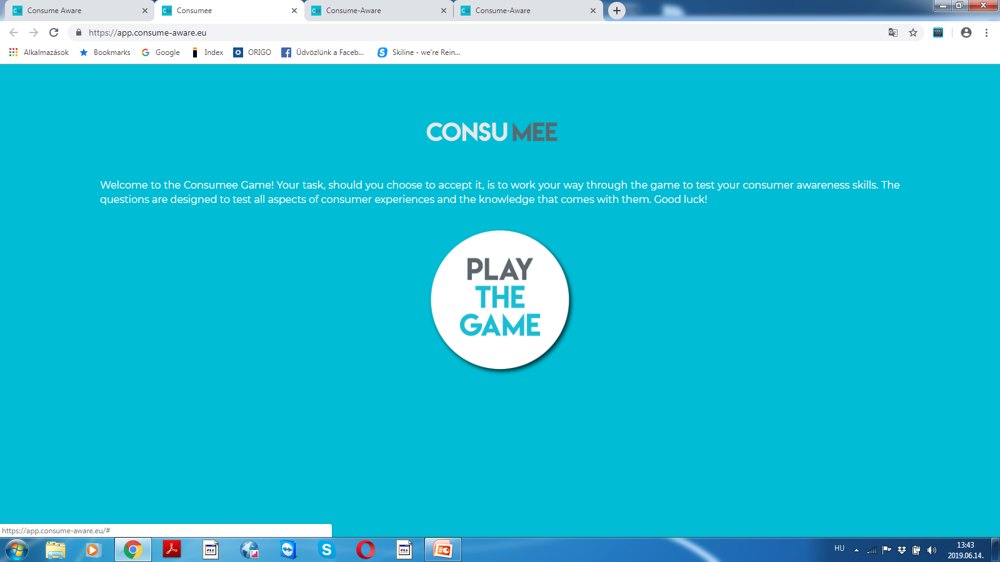 CM Consume Aware
CM Consumee
CM Consume-Aware
CM Consume-Aware
https://app.consume-aware.eu
Alkalmazások
Bookmarks
Google
Index
ORIGO
Üdvözlünk a Faceb...
Skiline - we're Rein...
CONSUMEE
Welcome to the Consumee Game! Your task, should you choose to accept it, is to work your way through the game to test your consumer awareness skills. The
questions are designed to test all aspects of consumer experiences and the knowledge that comes with them. Good luck!
PLAY
THE
GAME
https://app.consume-aware.eu/#
HU
13:43
2019.06.14.